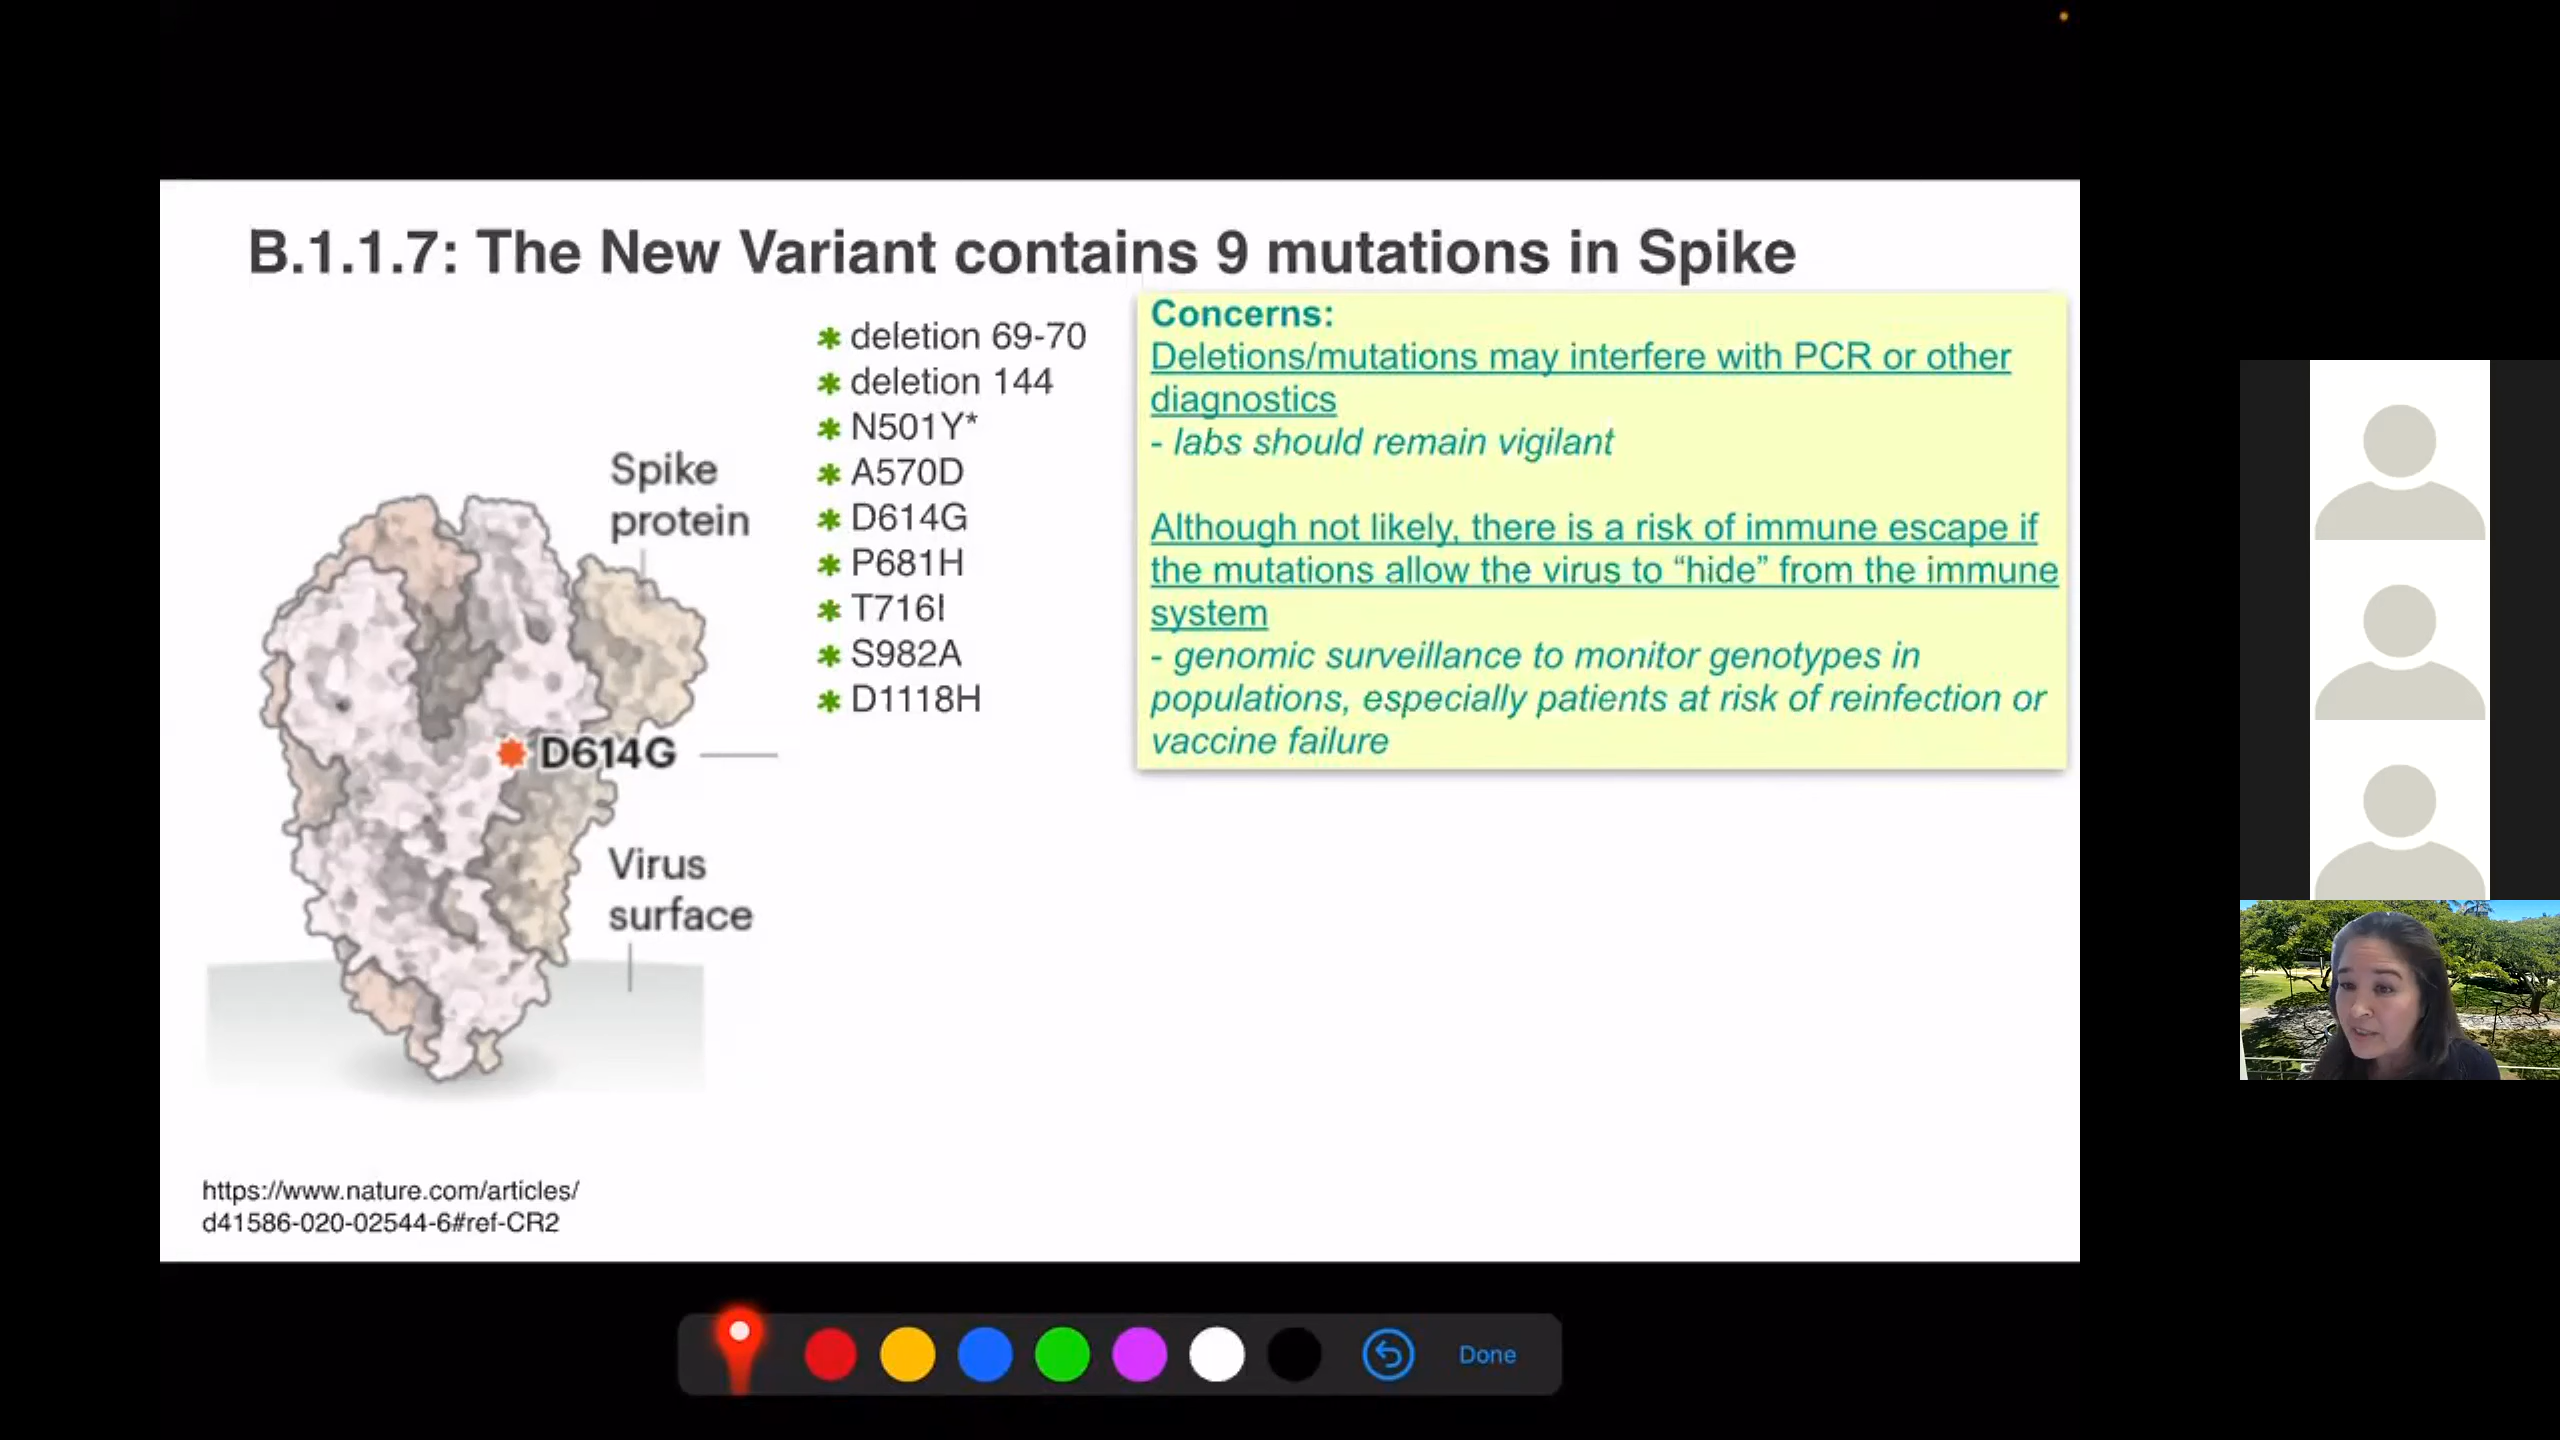 B.1.1.7: The New Variant contains 9 mutations in Spike
deletion 69-70
deletion 144
N501Y*
A570D
D614G
P681H
T716I
S982A
D1118H
Concerns:
Deletions/mutations may interfere with PCR or other
diagnostics
- labs should remain vigilant
Although not likely, there is a risk of immune escape if
the mutations allow the virus to “hide” from the immune
system
- genomic surveillance to monitor genotypes in
populations, especially patients at risk of reinfection or
vaccine failure
Spike
protein
D614G
Virus
surface
https://www.nature.com/articles/
d41586-020-02544-6#ref-CR2
Done